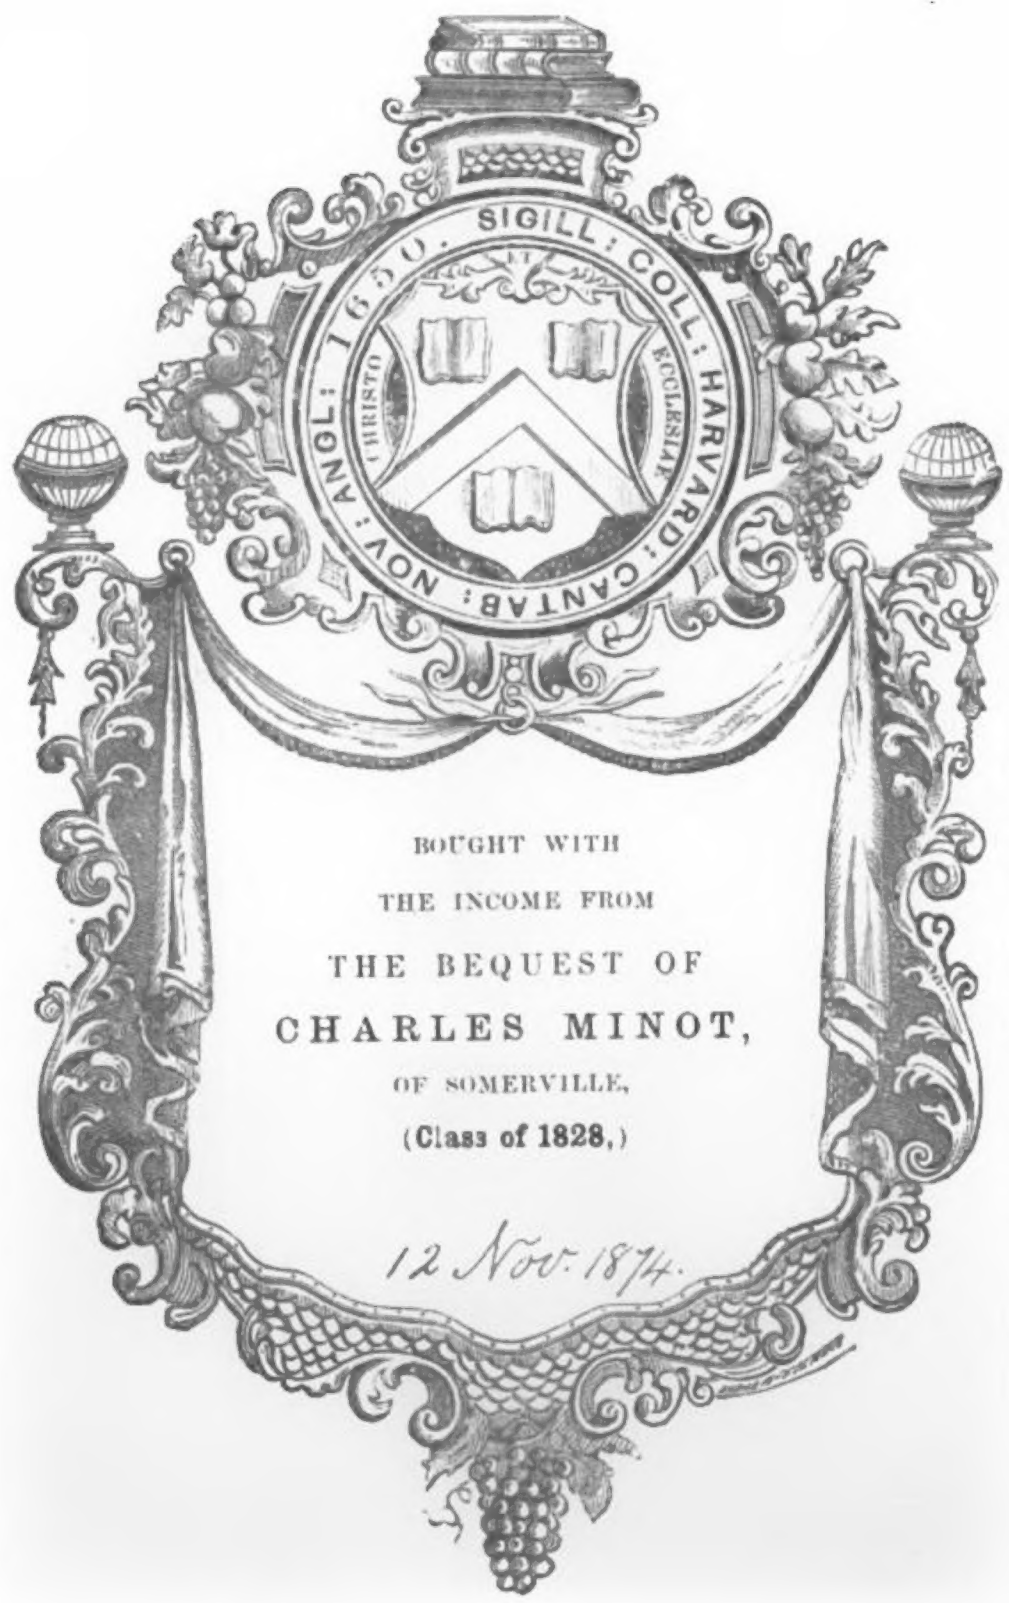 SIGILL: COLL: HARVARD: CANTAB: NOV: ANGL: 1650.
CHRISTO
ET
ECCLESIAE
BOUGHT WITH
THE INCOME FROM
THE BEQUEST OF
CHARLES MINOT,
OF SOMERVILLE,
(Class of 1828,)
12 Nov. 1874.